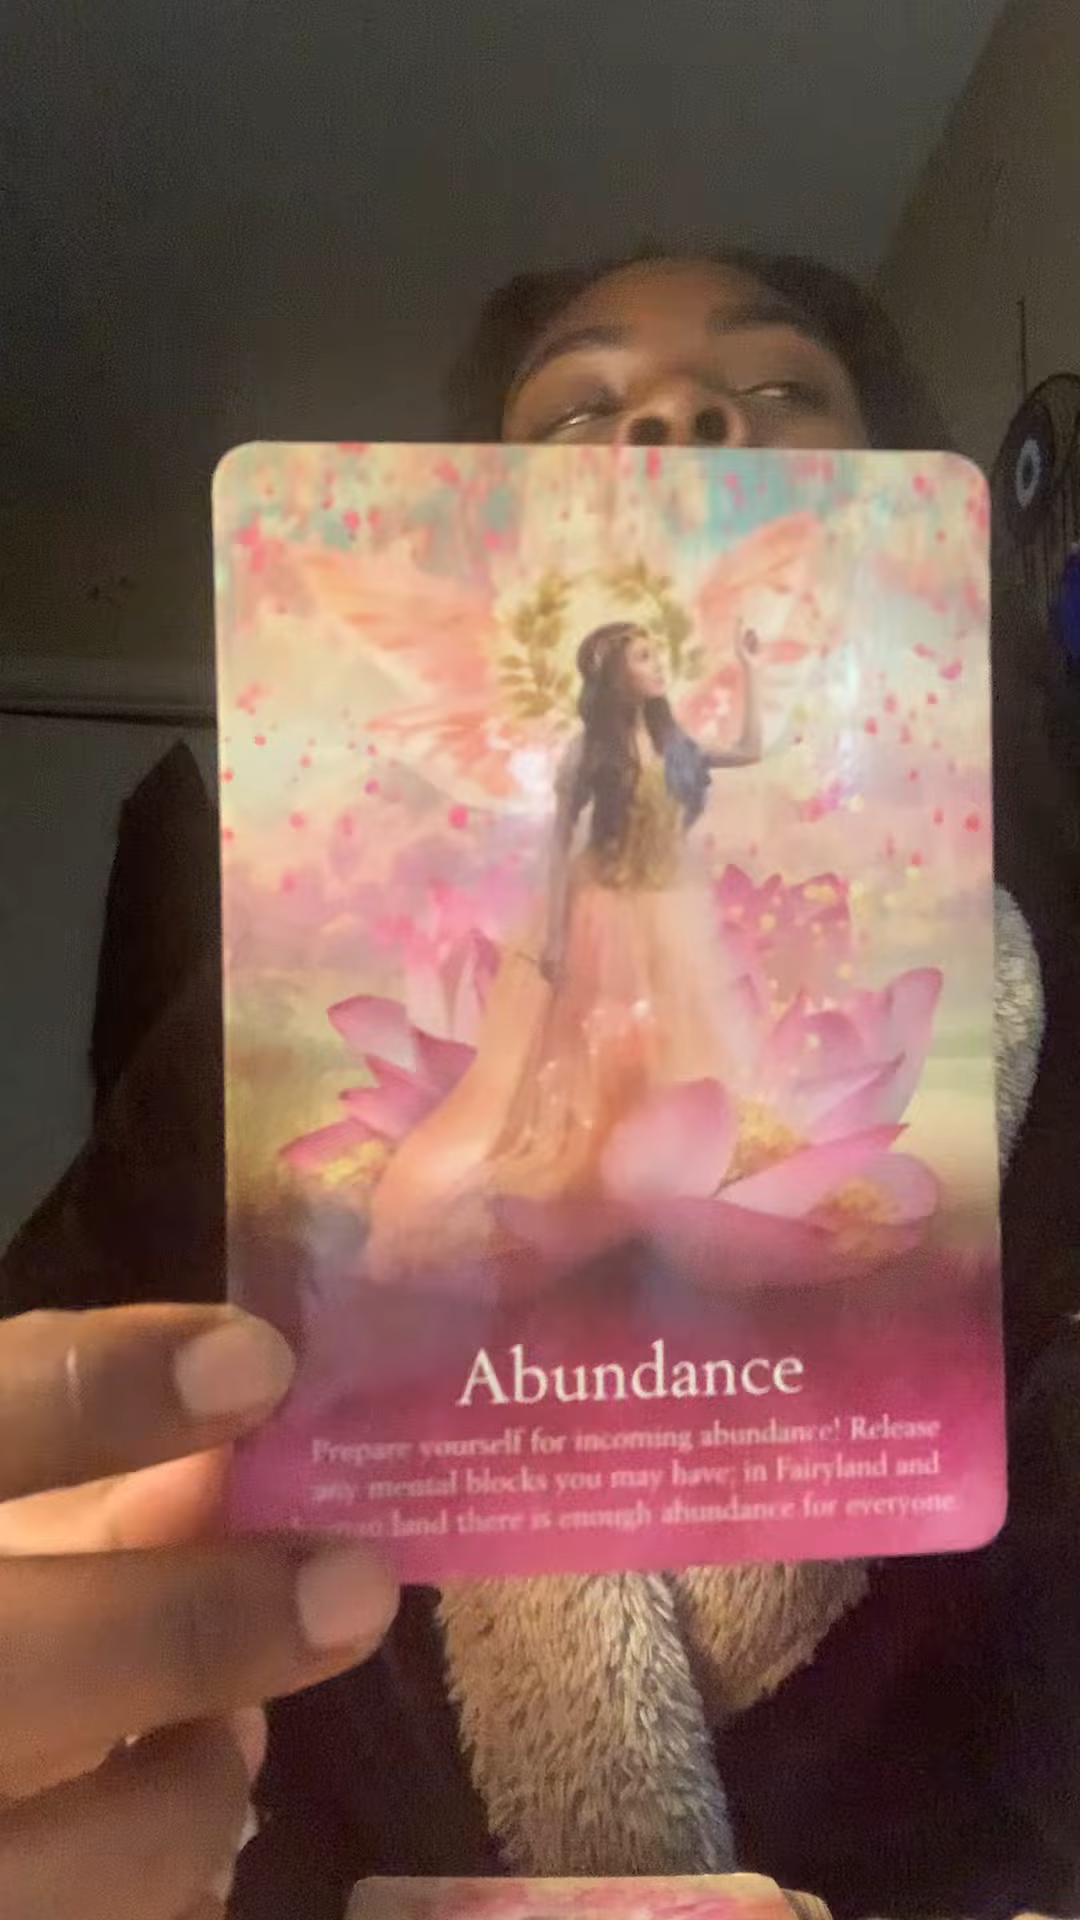 Abundance
Prepare yourself for incoming abundance! Release
any mental blocks you may have; in Fairyland and
land there is enough abundance for everyone